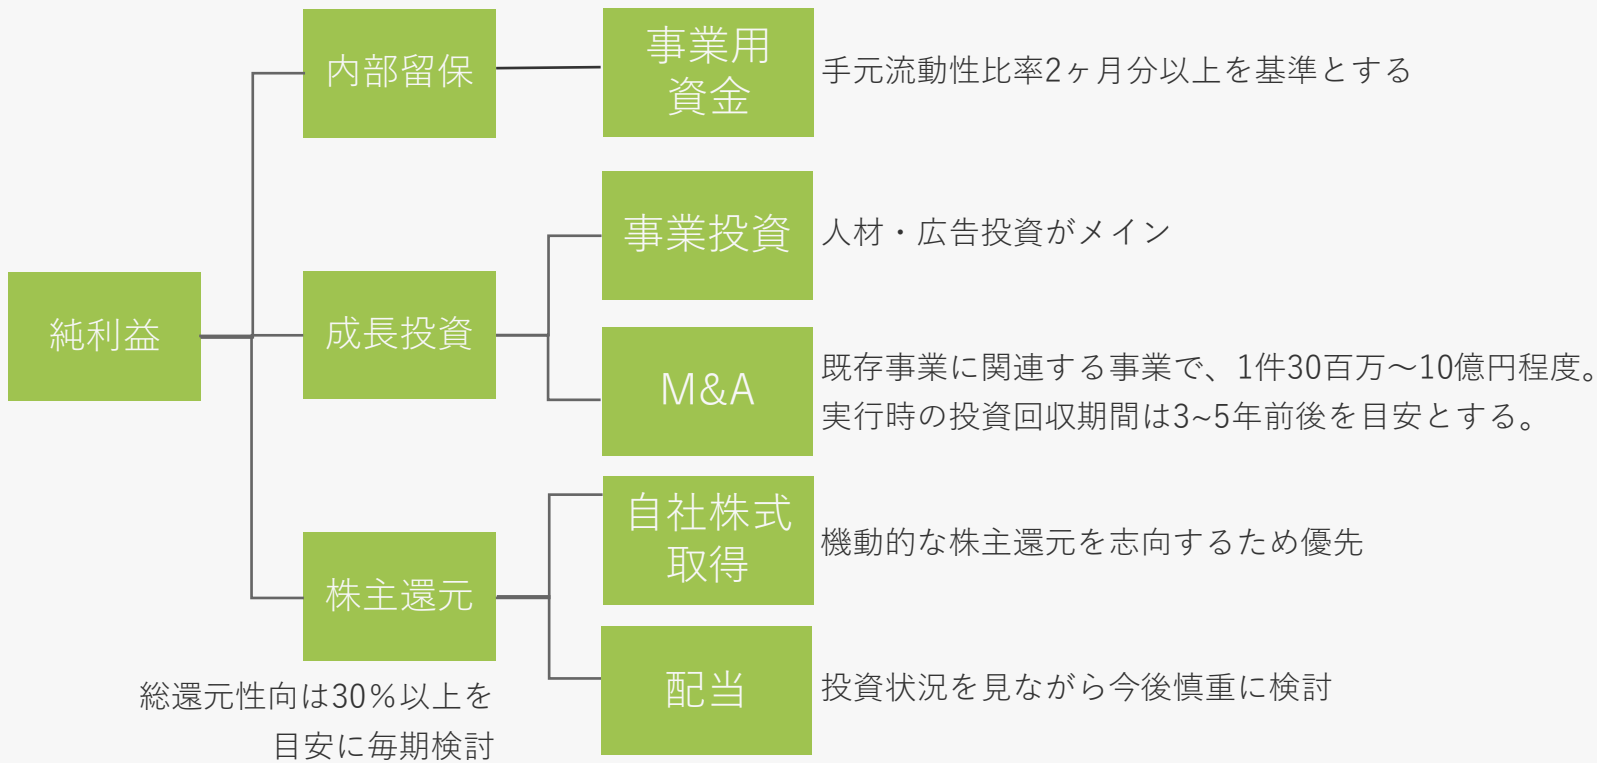 純利益
内部留保
事業用
資金
手元流動性比率2ヶ月分以上を基準とする
成長投資
事業投資
人材・広告投資がメイン
M&A
既存事業に関連する事業で、1件30百万〜10億円程度。
実行時の投資回収期間は3~5年前後を目安とする。
株主還元
総還元性向は30％以上を
目安に毎期検討
自社株式
取得
機動的な株主還元を志向するため優先
配当
投資状況を見ながら今後慎重に検討